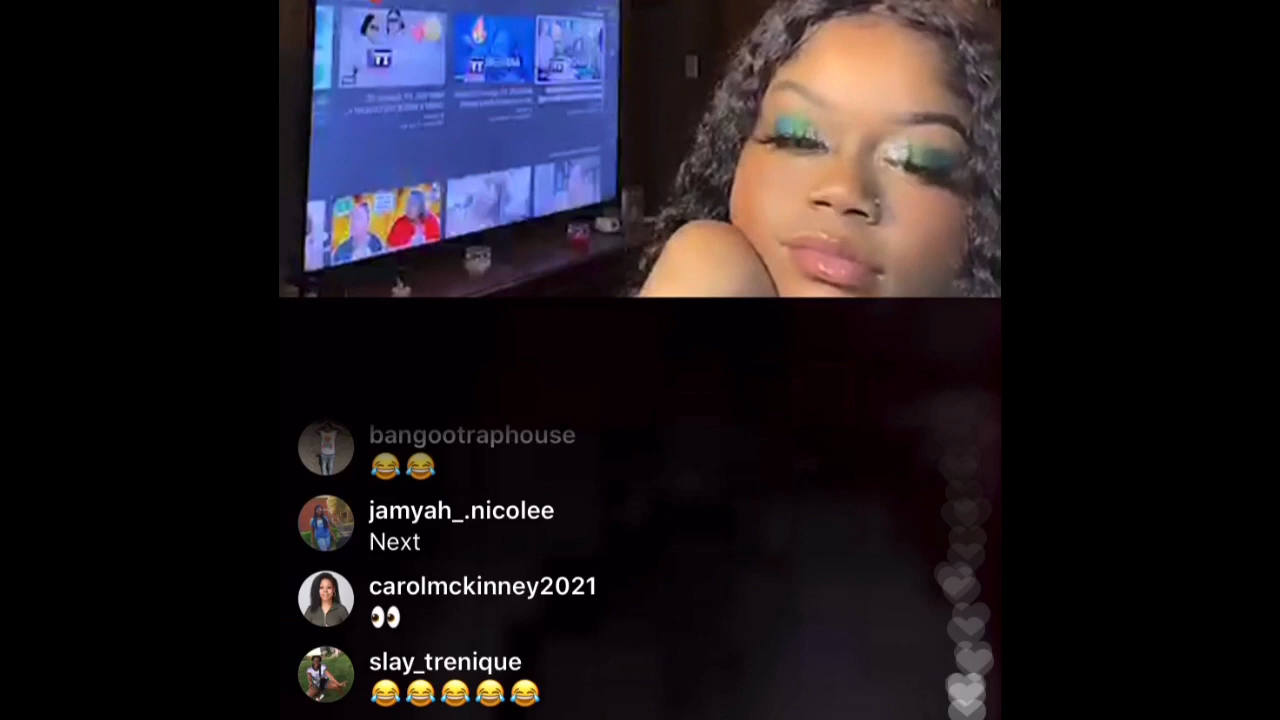 bangootraphouse
😂😂
jamyah_.nicolee
Next
carolmckinney2021
👀
slay_trenique
😂😂😂😂😂